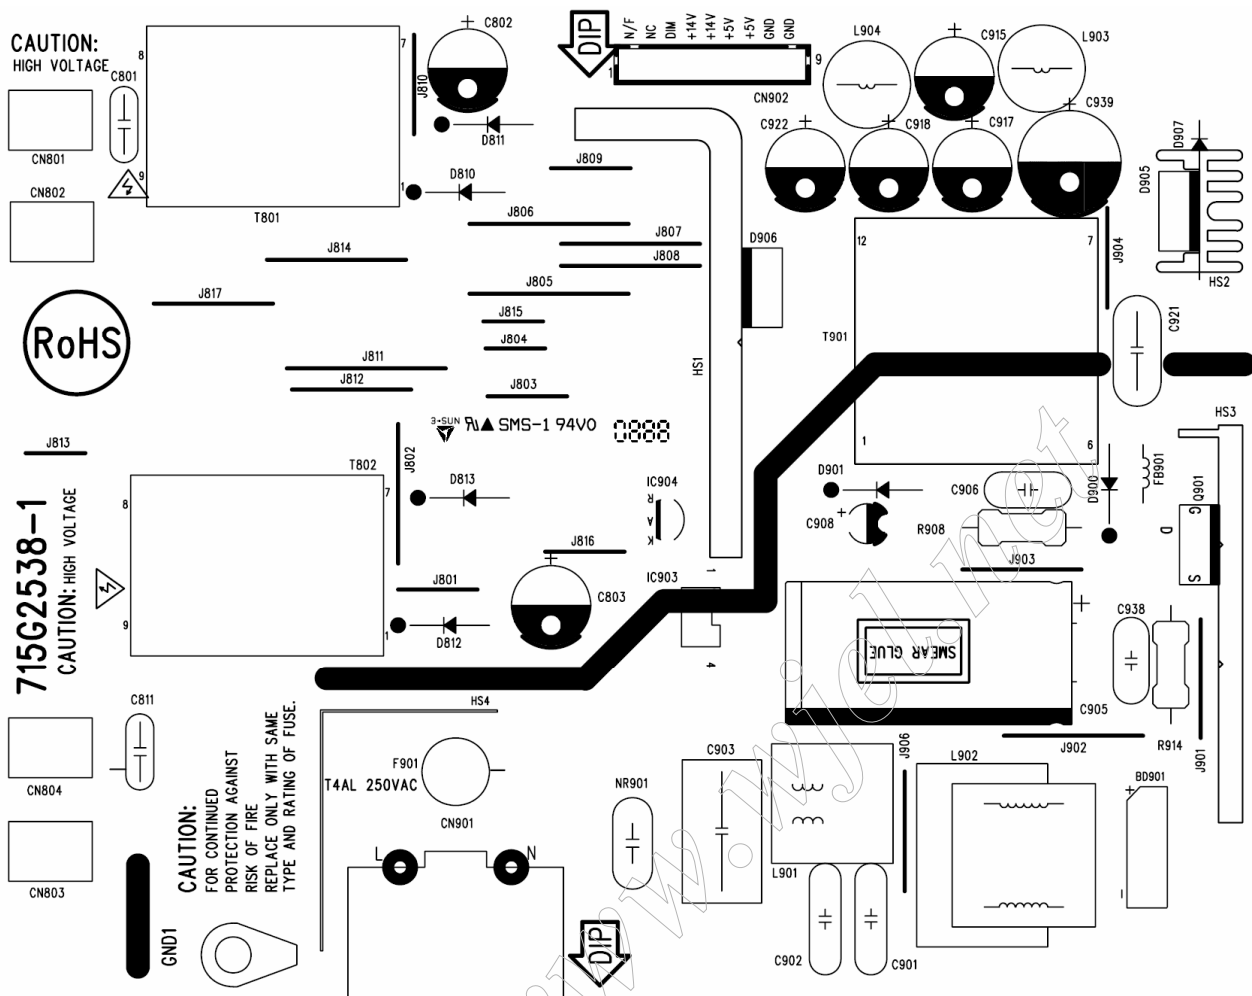 CAUTION:
HIGH VOLTAGE
C801
CN801
CN802
8
7
9
1
T801
J810
C802
D811
D810
DIP
N/F
NC
DIM
+14V
+14V
+5V
+5V
GND
GND
1
9
CN902
L904
C915
L903
C922
C918
C917
C939
D907
D905
HS2
J809
J806
J807
J808
J805
J814
J817
J815
J804
J811
J812
J803
D906
HS1
12
7
T901
1
6
J904
C921
RoHS
3-SUN
SMS-1 94V0
J813
T802
8
7
9
1
J802
D813
IC904
R
A
K
J816
J801
C803
D812
IC903
1
4
D901
C908
C906
R908
D900
FB901
Q901
G
D
S
HS3
J903
715G2538-1
CAUTION: HIGH VOLTAGE
SMEAR GLUE
C905
C938
R914
J901
J902
C811
CN804
CN803
GND1
CAUTION:
FOR CONTINUED
PROTECTION AGAINST
RISK OF FIRE
REPLACE ONLY WITH SAME
TYPE AND RATING OF FUSE.
HS4
F901
T4AL 250VAC
CN901
L
N
DIP
NR901
C903
L901
J906
L902
BD901
C902
C901